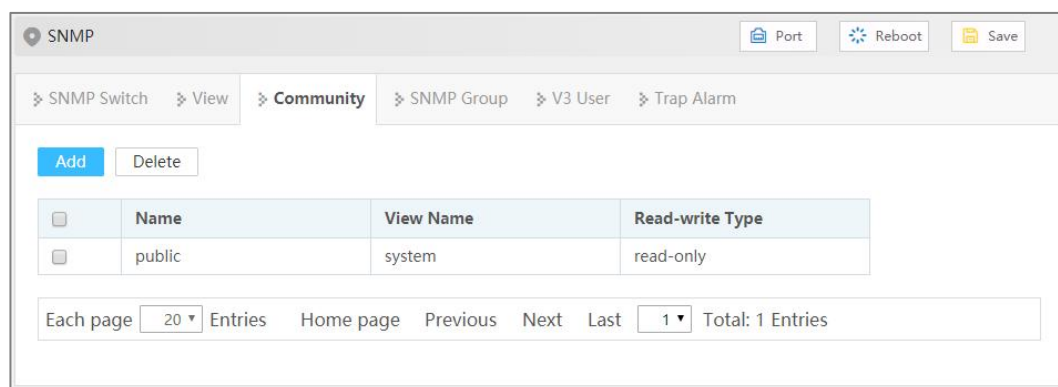 SNMP Port Reboot Save
SNMP Switch View Community SNMP Group V3 User Trap Alarm
Add Delete
Name View Name Read-write Type
public system read-only
Each page 20 Entries Home page Previous Next Last 1 Total: 1 Entries